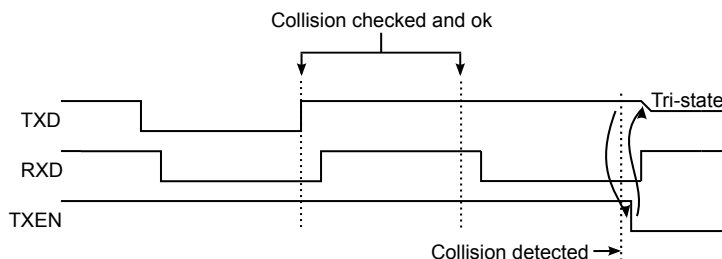 Collision checked and ok
Tri-state
TXD
RXD
TXEN
Collision detected